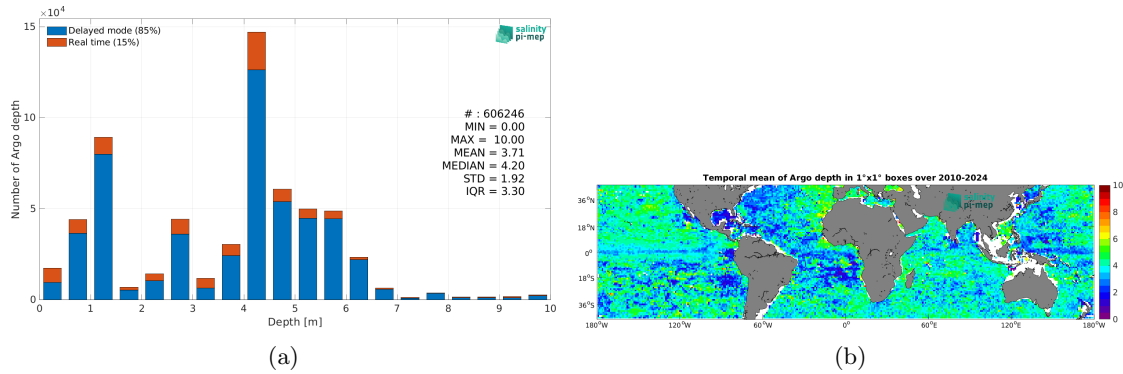 ×10⁴
15
10
5
0
Number of Argo depth
Delayed mode (85%)
Real time (15%)
salinity
pi-mep
# : 606246
MIN = 0.00
MAX = 10.00
MEAN = 3.71
MEDIAN = 4.20
STD = 1.92
IQR = 3.30
0 1 2 3 4 5 6 7 8 9 10
Depth [m]
(a)
Temporal mean of Argo depth in 1°x1° boxes over 2010-2024
salinity
pi-mep
36°N
18°N
0°
18°S
36°S
180°W 120°W 60°W 0° 60°E 120°E 180°W
10
8
6
4
2
0
(b)